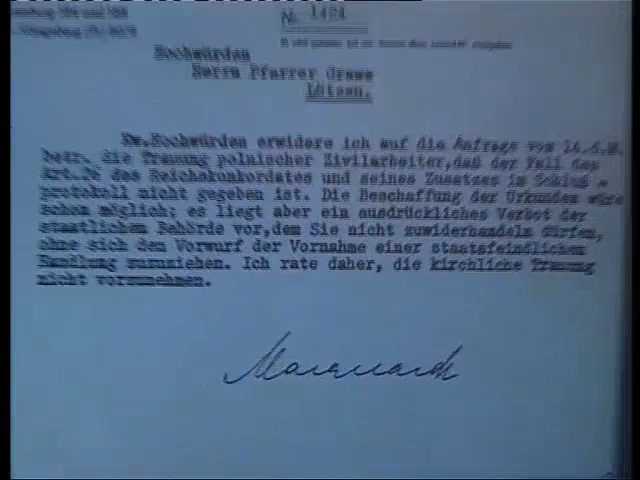 № 1494
Hochwürden
Herrn Pfarrer Grawe
Lötzen.
Ew.Hochwürden erwidere ich auf die Anfrage vom
betr. die Trauung polnischer Zivilarbeiter,daß der Fall des
Art.26 des Reichskonkordates und seines Zusatzes im Schluß =
protokoll nicht gegeben ist. Die Beschaffung der Urkunden wäre
schon möglich; es liegt aber ein ausdrückliches Verbot der
staatlichen Behörde vor,dem Sie nicht zuwiderhandeln dürfen,
ohne sich den Vorwurf der Vornahme einer staatsfeindlichen
Handlung zuzuziehen. Ich rate daher, die kirchliche Trauung
nicht vorzunehmen.